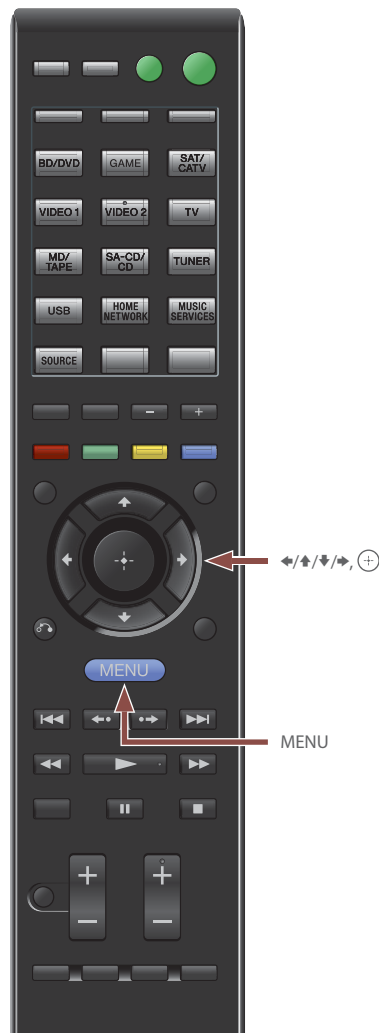 BD/DVD GAME SAT/
CATV
VIDEO 1 VIDEO 2 TV
MD/
TAPE SA-CD/
CD TUNER
USB HOME
NETWORK MUSIC
SERVICES
SOURCE
− +
←/↑/↓/→, ⊕
MENU
MENU
+ +
− −